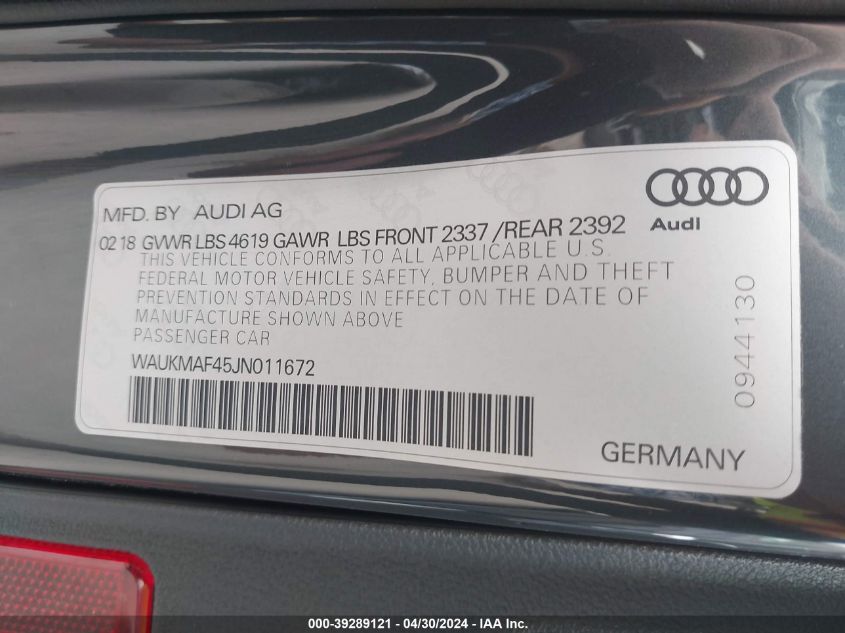 MFD. BY AUDI AG
Audi
02 18 GVWR LBS 4619 GAWR LBS FRONT 2337 /REAR 2392
THIS VEHICLE CONFORMS TO ALL APPLICABLE U.S.
FEDERAL MOTOR VEHICLE SAFETY, BUMPER AND THEFT
PREVENTION STANDARDS IN EFFECT ON THE DATE OF
MANUFACTURE SHOWN ABOVE
PASSENGER CAR
WAUKMAF45JN011672
0944130
GERMANY
000-39289121 - 04/30/2024 - IAA Inc.